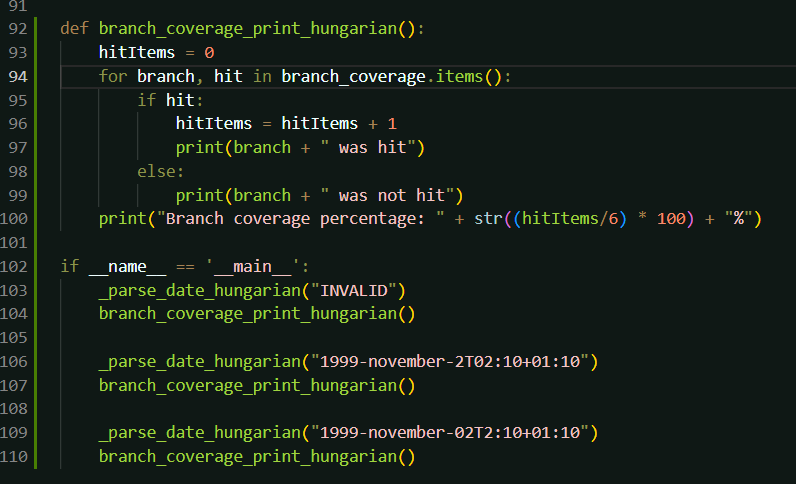 91
92 def branch_coverage_print_hungarian():
93     hitItems = 0
94     for branch, hit in branch_coverage.items():
95         if hit:
96             hitItems = hitItems + 1
97             print(branch + " was hit")
98         else:
99             print(branch + " was not hit")
100     print("Branch coverage percentage: " + str((hitItems/6) * 100) + "%")
101
102 if __name__ == '__main__':
103     _parse_date_hungarian("INVALID")
104     branch_coverage_print_hungarian()
105
106     _parse_date_hungarian("1999-november-2T02:10+01:10")
107     branch_coverage_print_hungarian()
108
109     _parse_date_hungarian("1999-november-02T2:10+01:10")
110     branch_coverage_print_hungarian()